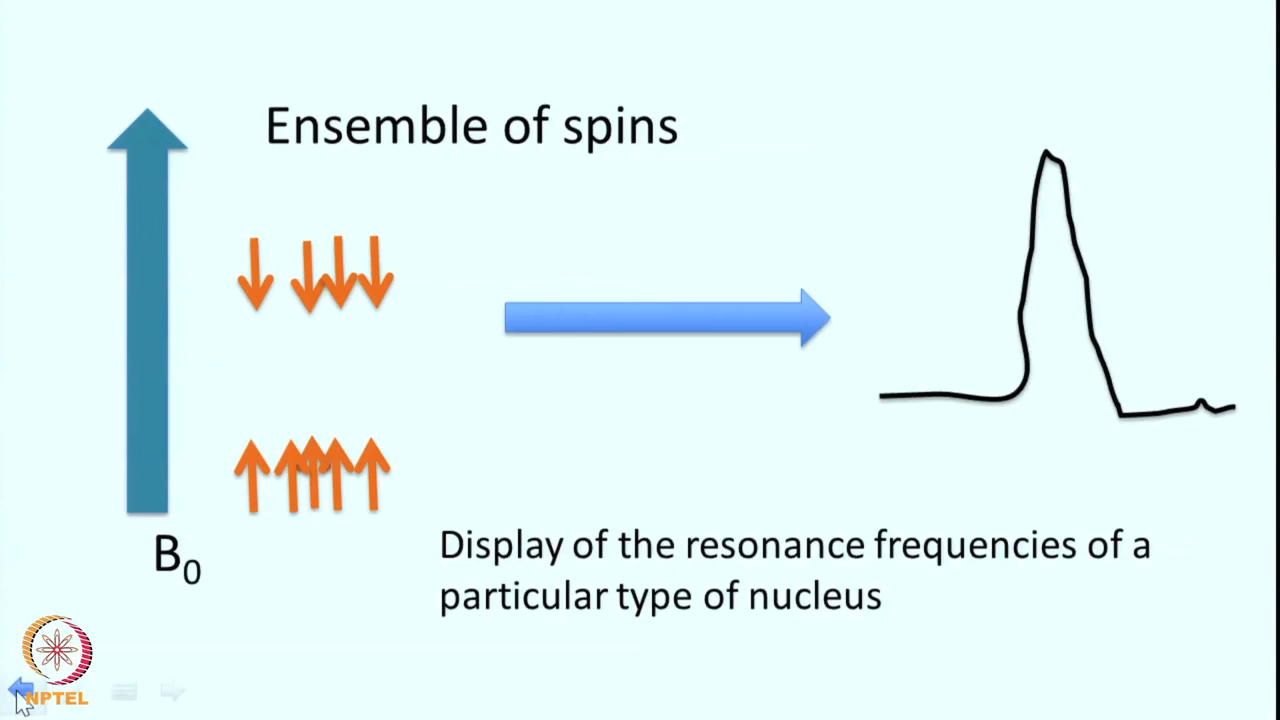 Ensemble of spins
B₀
Display of the resonance frequencies of a
particular type of nucleus
NPTEL